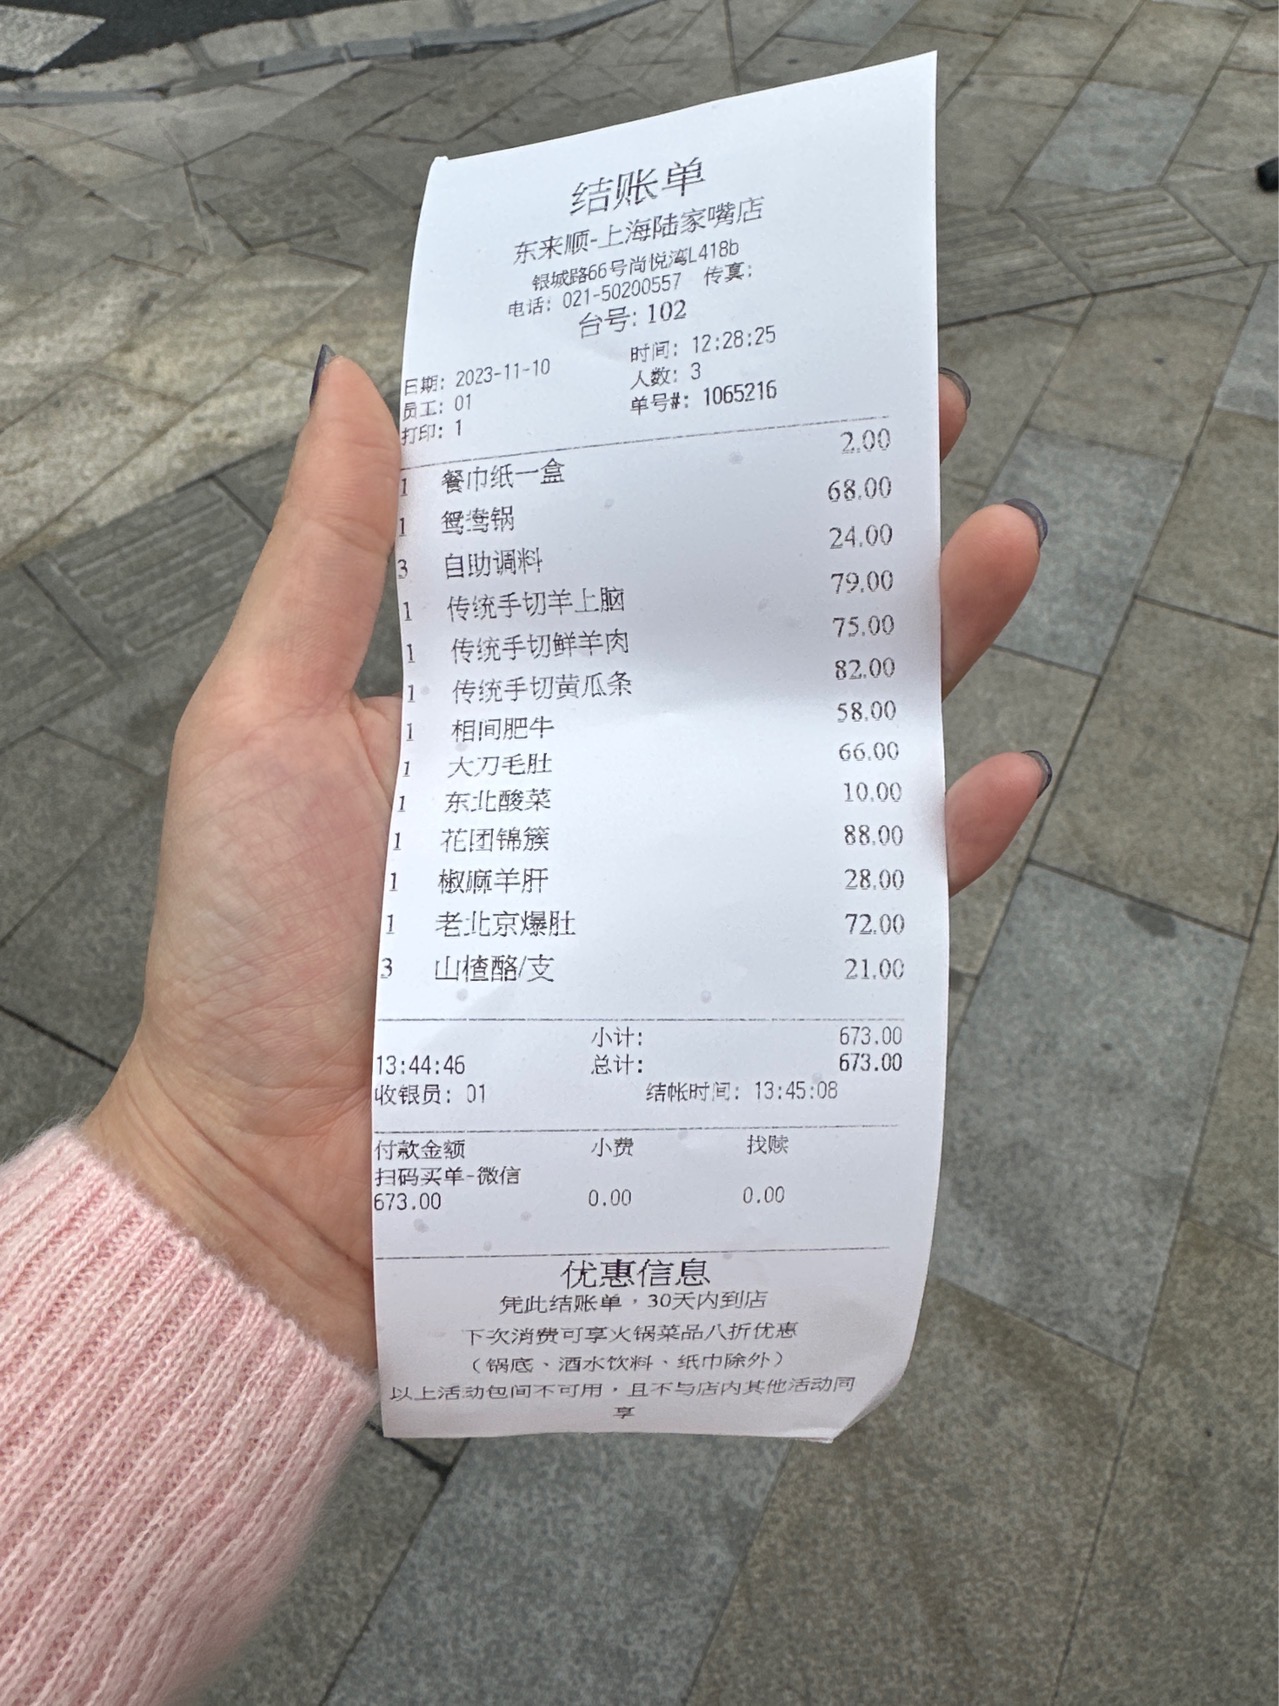 结账单
东来顺-上海陆家嘴店
银城路66号尚悦湾L418b
电话: 021-50200557 传真:
台号: 102
日期: 2023-11-10 时间: 12:28:25
员工: 01 人数: 3
打印: 1 单号#: 1065216
1 餐巾纸一盒 2.00
1 鸳鸯锅 68.00
3 自助调料 24.00
1 传统手切羊上脑 79.00
1 传统手切鲜羊肉 75.00
1 传统手切黄瓜条 82.00
1 相间肥牛 58.00
1 大刀毛肚 66.00
1 东北酸菜 10.00
1 花团锦簇 88.00
1 椒麻羊肝 28.00
1 老北京爆肚 72.00
3 山楂酪/支 21.00
小计: 673.00
13:44:46 总计: 673.00
收银员: 01 结帐时间: 13:45:08
付款金额 小费 找赎
扫码买单-微信
673.00 0.00 0.00
优惠信息
凭此结账单，30天内到店
下次消费可享火锅菜品八折优惠
（锅底、酒水饮料、纸巾除外）
以上活动包间不可用，且不与店内其他活动同
享